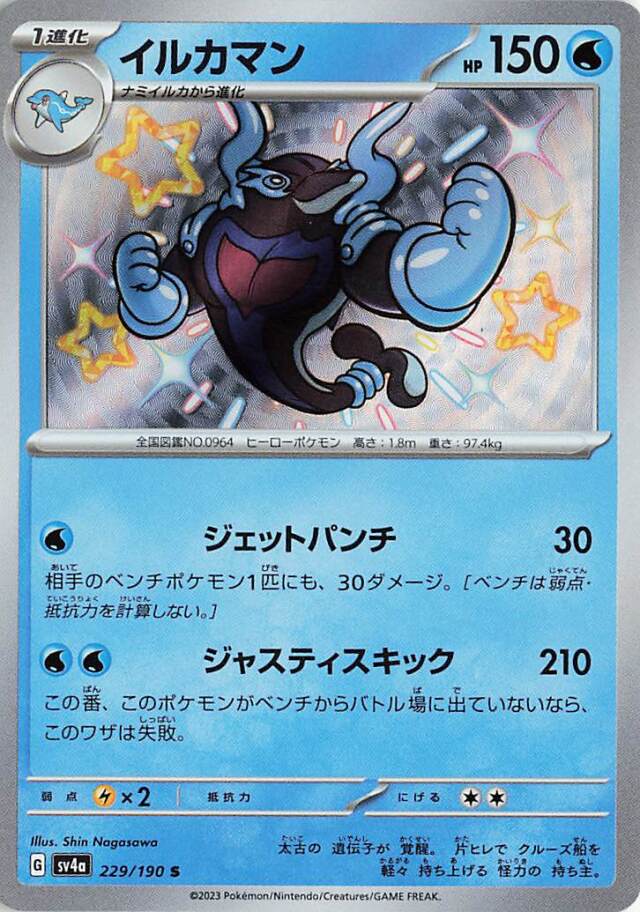 1進化
イルカマン
HP 150
ナミイルカから進化
全国図鑑NO.0964 ヒーローポケモン 高さ:1.8m 重さ:97.4kg
ジェットパンチ 30
相手のベンチポケモン1匹にも、30ダメージ。[ベンチは弱点・
抵抗力を計算しない。]
ジャスティスキック 210
この番、このポケモンがベンチからバトル場に出ていないなら、
このワザは失敗。
弱点 ×2 抵抗力 にげる
Illus. Shin Nagasawa
太古の 遺伝子が 覚醒。 片ヒレで クルーズ船を
軽々 持ち上げる 怪力の 持ち主。
G sv4a 229/190 S
©2023 Pokémon/Nintendo/Creatures/GAME FREAK.